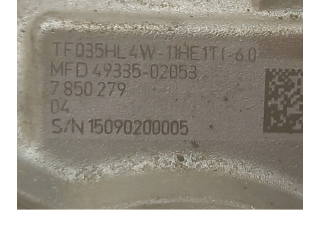 TF035HL4W-11HE1T1-6.0
MFD 49335-02053
7 850 279
04
S/N 15090200005